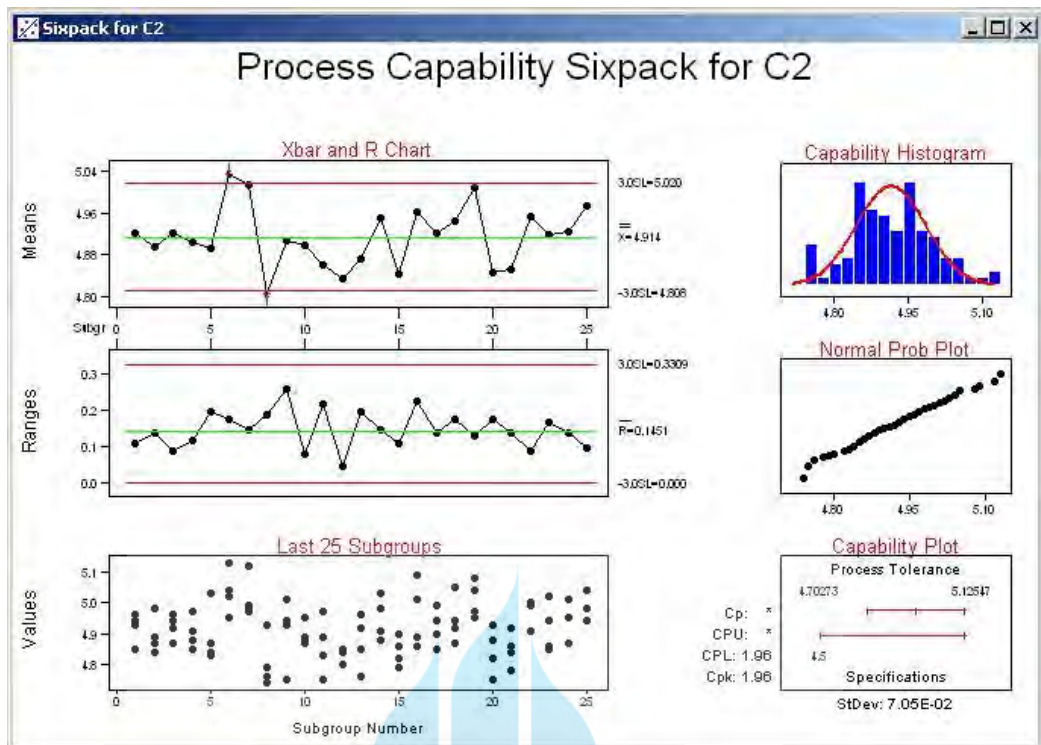 Sixpack for C2
Process Capability Sixpack for C2
Xbar and R Chart
Means
5.04
4.96
4.88
4.80
3.0SL=5.020
X=4.914
-3.0SL=4.808
Subgr 0 5 10 15 20 25
Ranges
0.3
0.2
0.1
0.0
3.0SL=0.3309
R=0.1451
-3.0SL=0.000
Last 25 Subgroups
Values
5.1
5.0
4.9
4.8
0 5 10 15 20 25
Subgroup Number
Capability Histogram
4.80 4.95 5.10
Normal Prob Plot
4.80 4.95 5.10
Capability Plot
Process Tolerance
4.70273 5.12547
Cp: *
CPU: *
CPL: 1.96
Cpk: 1.96
4.5
Specifications
StDev: 7.05E-02